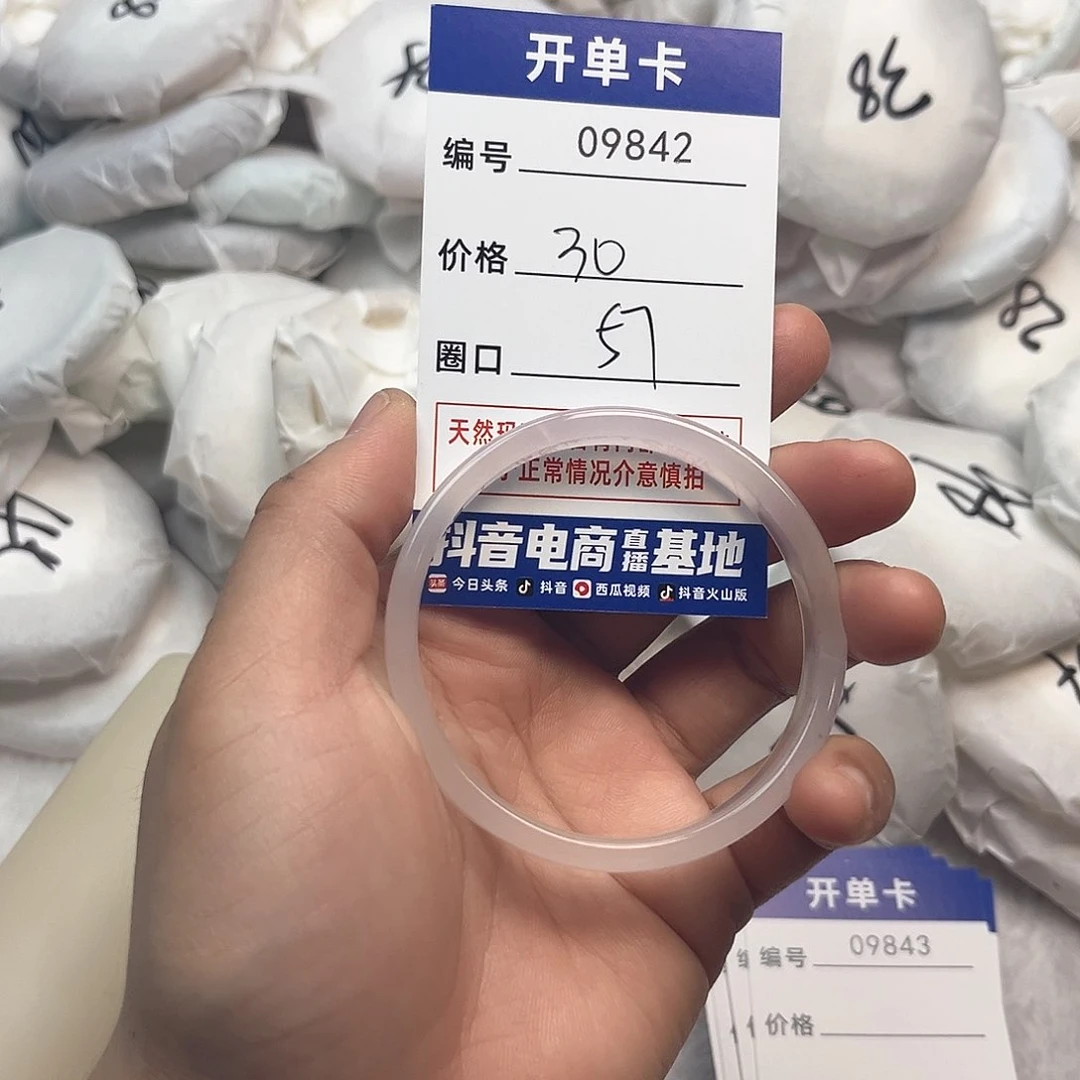 开单卡
编号 09842
价格 30
圈口 57
天然
正常情况介意慎拍
抖音电商直播基地
今日头条 抖音 西瓜视频 抖音火山版
38
58
开单卡
编号 09843
价格